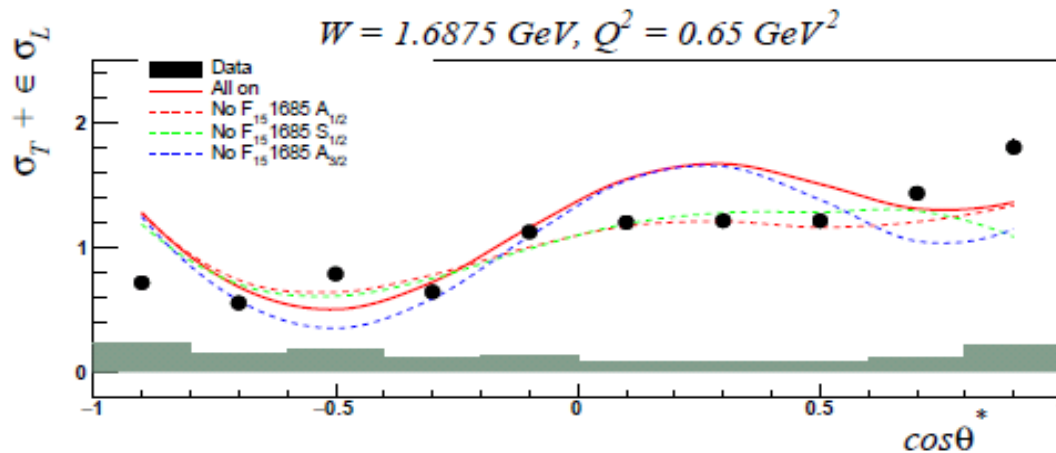 W = 1.6875 GeV, Q² = 0.65 GeV²
σ_T + ∈ σ_L
Data
All on
No F₁₅1685 A₁/₂
No F₁₅1685 S₁/₂
No F₁₅1685 A₃/₂
2
1
0
−1 −0.5 0 0.5
cosθ*